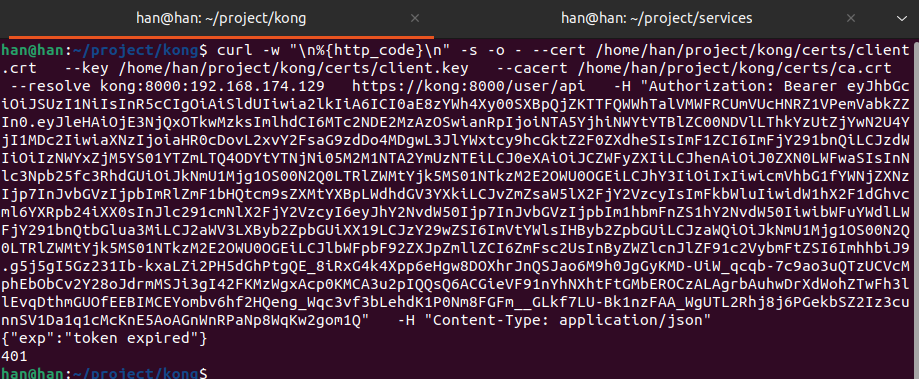 han@han: ~/project/kong × han@han: ~/project/services ×
han@han:~/project/kong$ curl -w "\n%{http_code}\n" -s -o - --cert /home/han/project/kong/certs/client
.crt   --key /home/han/project/kong/certs/client.key   --cacert /home/han/project/kong/certs/ca.crt
 --resolve kong:8000:192.168.174.129   https://kong:8000/user/api   -H "Authorization: Bearer eyJhbGc
iOiJSUzI1NiIsInR5cCIgOiAiSldUIiwia2lkIiA6ICI0aE8zYWh4Xy00SXBpQjZKTTFQWWhTalVMWFRCUmVUcHNRZ1VPemVabkZZ
In0.eyJleHAiOjE3NjQxOTkwMzksImlhdCI6MTc2NDE2MzAzOSwianRpIjoiNTA5YjhiNWYtYTBlZC00NDVlLThkYzUtZjYwN2U4Y
jI1MDc2IiwiaXNzIjoiaHR0cDovL2xvY2FsaG9zdDo4MDgwL3JlYWxtcy9hcGktZ2F0ZXdheSIsImF1ZCI6ImFjY291bnQiLCJzdW
IiOiIzNWYxZjM5YS01YTZmLTQ4ODYtYTNjNi05M2M1NTA2YmUzNTEiLCJ0eXAiOiJCZWFyZXIiLCJhenAiOiJ0ZXN0LWFwaSIsInN
lc3Npb25fc3RhdGUiOiJkNmU1Mjg1OS00N2Q0LTRlZWMtYjk5MS01NTkzM2E2OWU0OGEiLCJhY3IiOiIxIiwicmVhbG1fYWNjZXNz
Ijp7InJvbGVzIjpbImRlZmF1bHQtcm9sZXMtYXBpLWdhdGV3YXkiLCJvZmZsaW5lX2FjY2VzcyIsImFkbWluIiwidW1hX2F1dGhvc
ml6YXRpb24iXX0sInJlc291cmNlX2FjY2VzcyI6eyJhY2NvdW50Ijp7InJvbGVzIjpbIm1hbmFnZS1hY2NvdW50IiwibWFuYWdlLW
FjY291bnQtbGlua3MiLCJ2aWV3LXByb2ZpbGUiXX19LCJzY29wZSI6ImVtYWlsIHByb2ZpbGUiLCJzaWQiOiJkNmU1Mjg1OS00N2Q
0LTRlZWMtYjk5MS01NTkzM2E2OWU0OGEiLCJlbWFpbF92ZXJpZmllZCI6ZmFsc2UsInByZWZlcnJlZF91c2VybmFtZSI6ImhhbiJ9
.g5j5gI5Gz231Ib-kxaLZi2PH5dGhPtgQE_8iRxG4k4Xpp6eHgw8DOXhrJnQSJao6M9h0JgGyKMD-UiW_qcqb-7c9ao3uQTzUCVcM
phEbObCv2Y28oJdrmMSJi3gI42FKMzWgxAcp0KMCA3u2pIQQsQ6ACGieVF91nYhNXhtFtGMbEROCzALAgrbAuhwDrXdWohZTwFh3l
lEvqDthmGUOfEEBIMCEYombv6hf2HQeng_Wqc3vf3bLehdK1P0Nm8FGFm__GLkf7LU-Bk1nzFAA_WgUTL2Rhj8j6PGekbSZ2Iz3cu
nnSV1Da1q1cMcKnE5AoAGnWnRPaNp8WqKw2gom1Q"   -H "Content-Type: application/json"
{"exp":"token expired"}
401
han@han:~/project/kong$